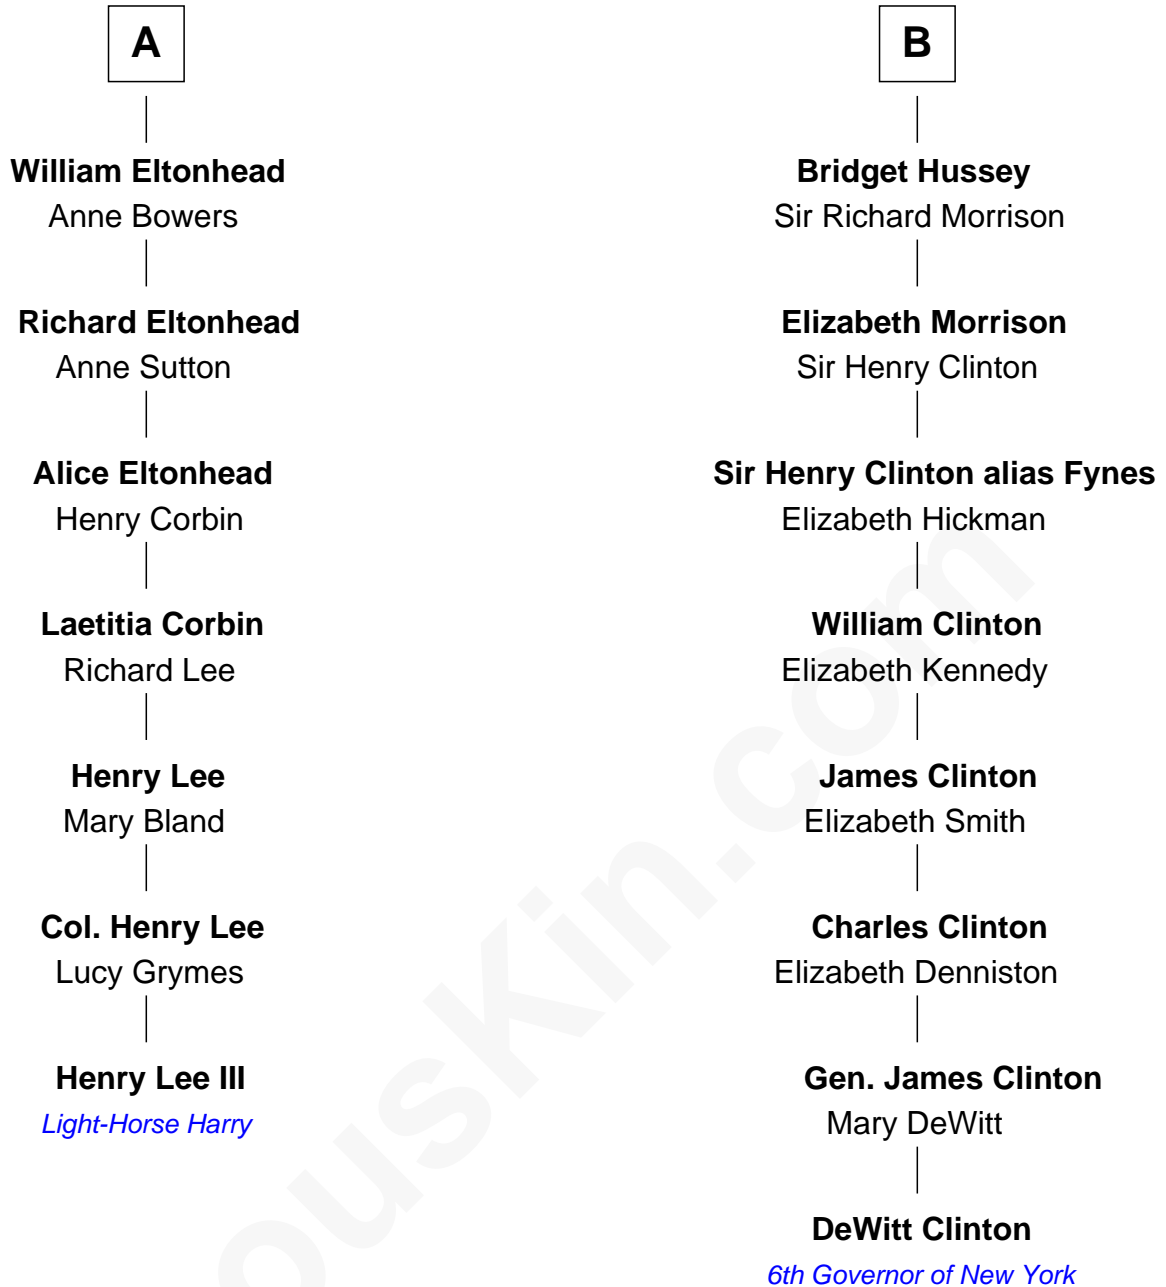 A
William Eltonhead
Anne Bowers
Richard Eltonhead
Anne Sutton
Alice Eltonhead
Henry Corbin
Laetitia Corbin
Richard Lee
Henry Lee
Mary Bland
Col. Henry Lee
Lucy Grymes
Henry Lee III
Light-Horse Harry
B
Bridget Hussey
Sir Richard Morrison
Elizabeth Morrison
Sir Henry Clinton
Sir Henry Clinton alias Fynes
Elizabeth Hickman
William Clinton
Elizabeth Kennedy
James Clinton
Elizabeth Smith
Charles Clinton
Elizabeth Denniston
Gen. James Clinton
Mary DeWitt
DeWitt Clinton
6th Governor of New York
ousKin.com